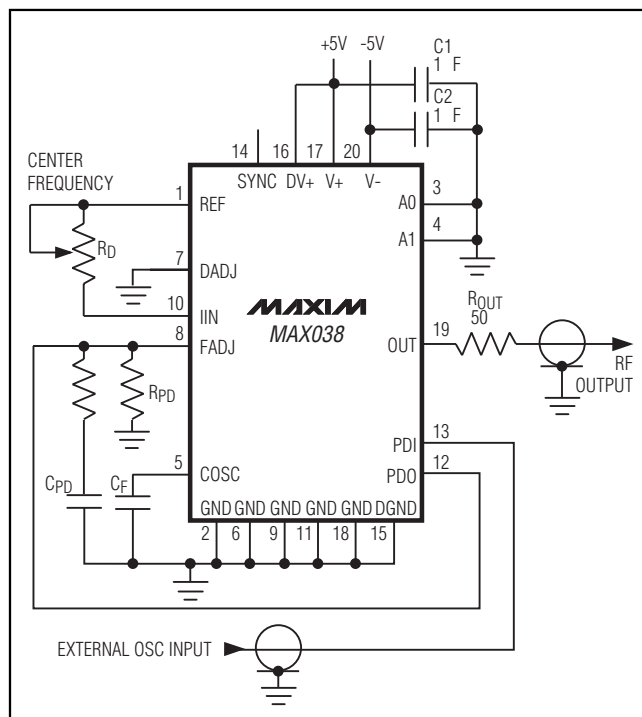 +5V -5V
C1
1 F
C2
1 F
14 16 17 20
SYNC DV+ V+ V-
CENTER
FREQUENCY
1 REF
RD
7 DADJ
10 IIN
8 FADJ
RPD
CPD
CF
5 COSC
MAXIM
MAX038
A0 3
A1 4
ROUT
50
OUT 19
RF
OUTPUT
PDI 13
PDO 12
GND GND GND GND GND DGND
2 6 9 11 18 15
EXTERNAL OSC INPUT